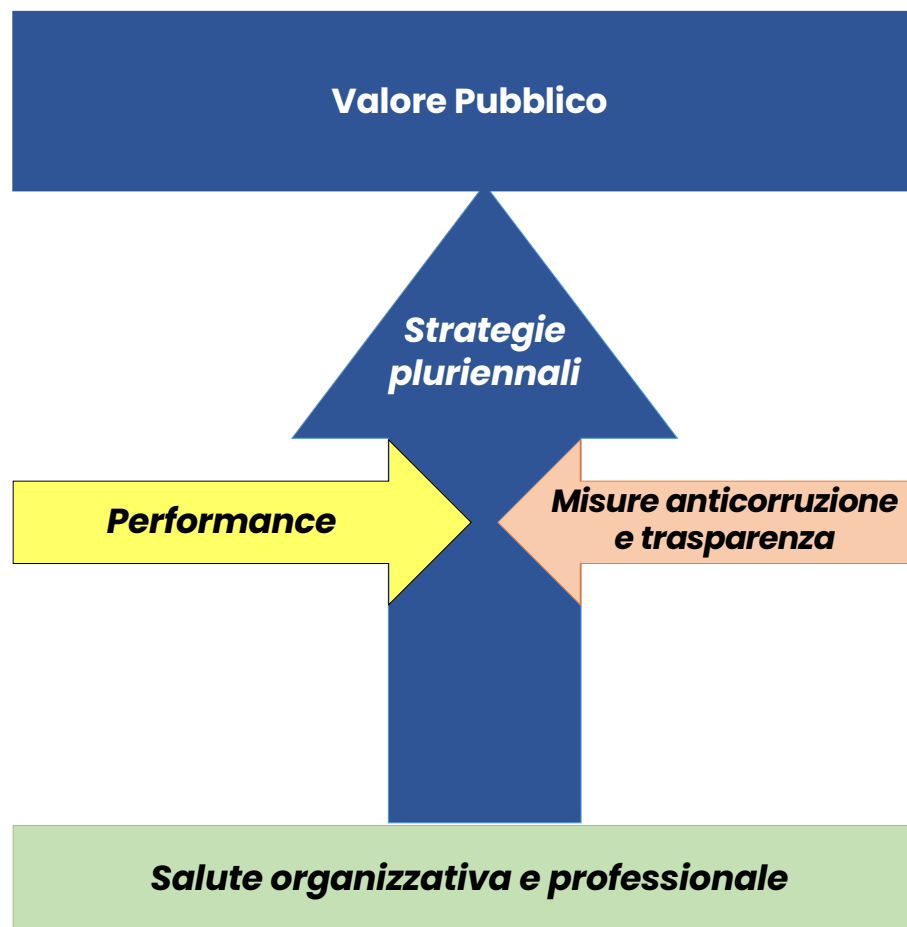 Valore Pubblico
Strategie
pluriennali
Performance
Misure anticorruzione
e trasparenza
Salute organizzativa e professionale